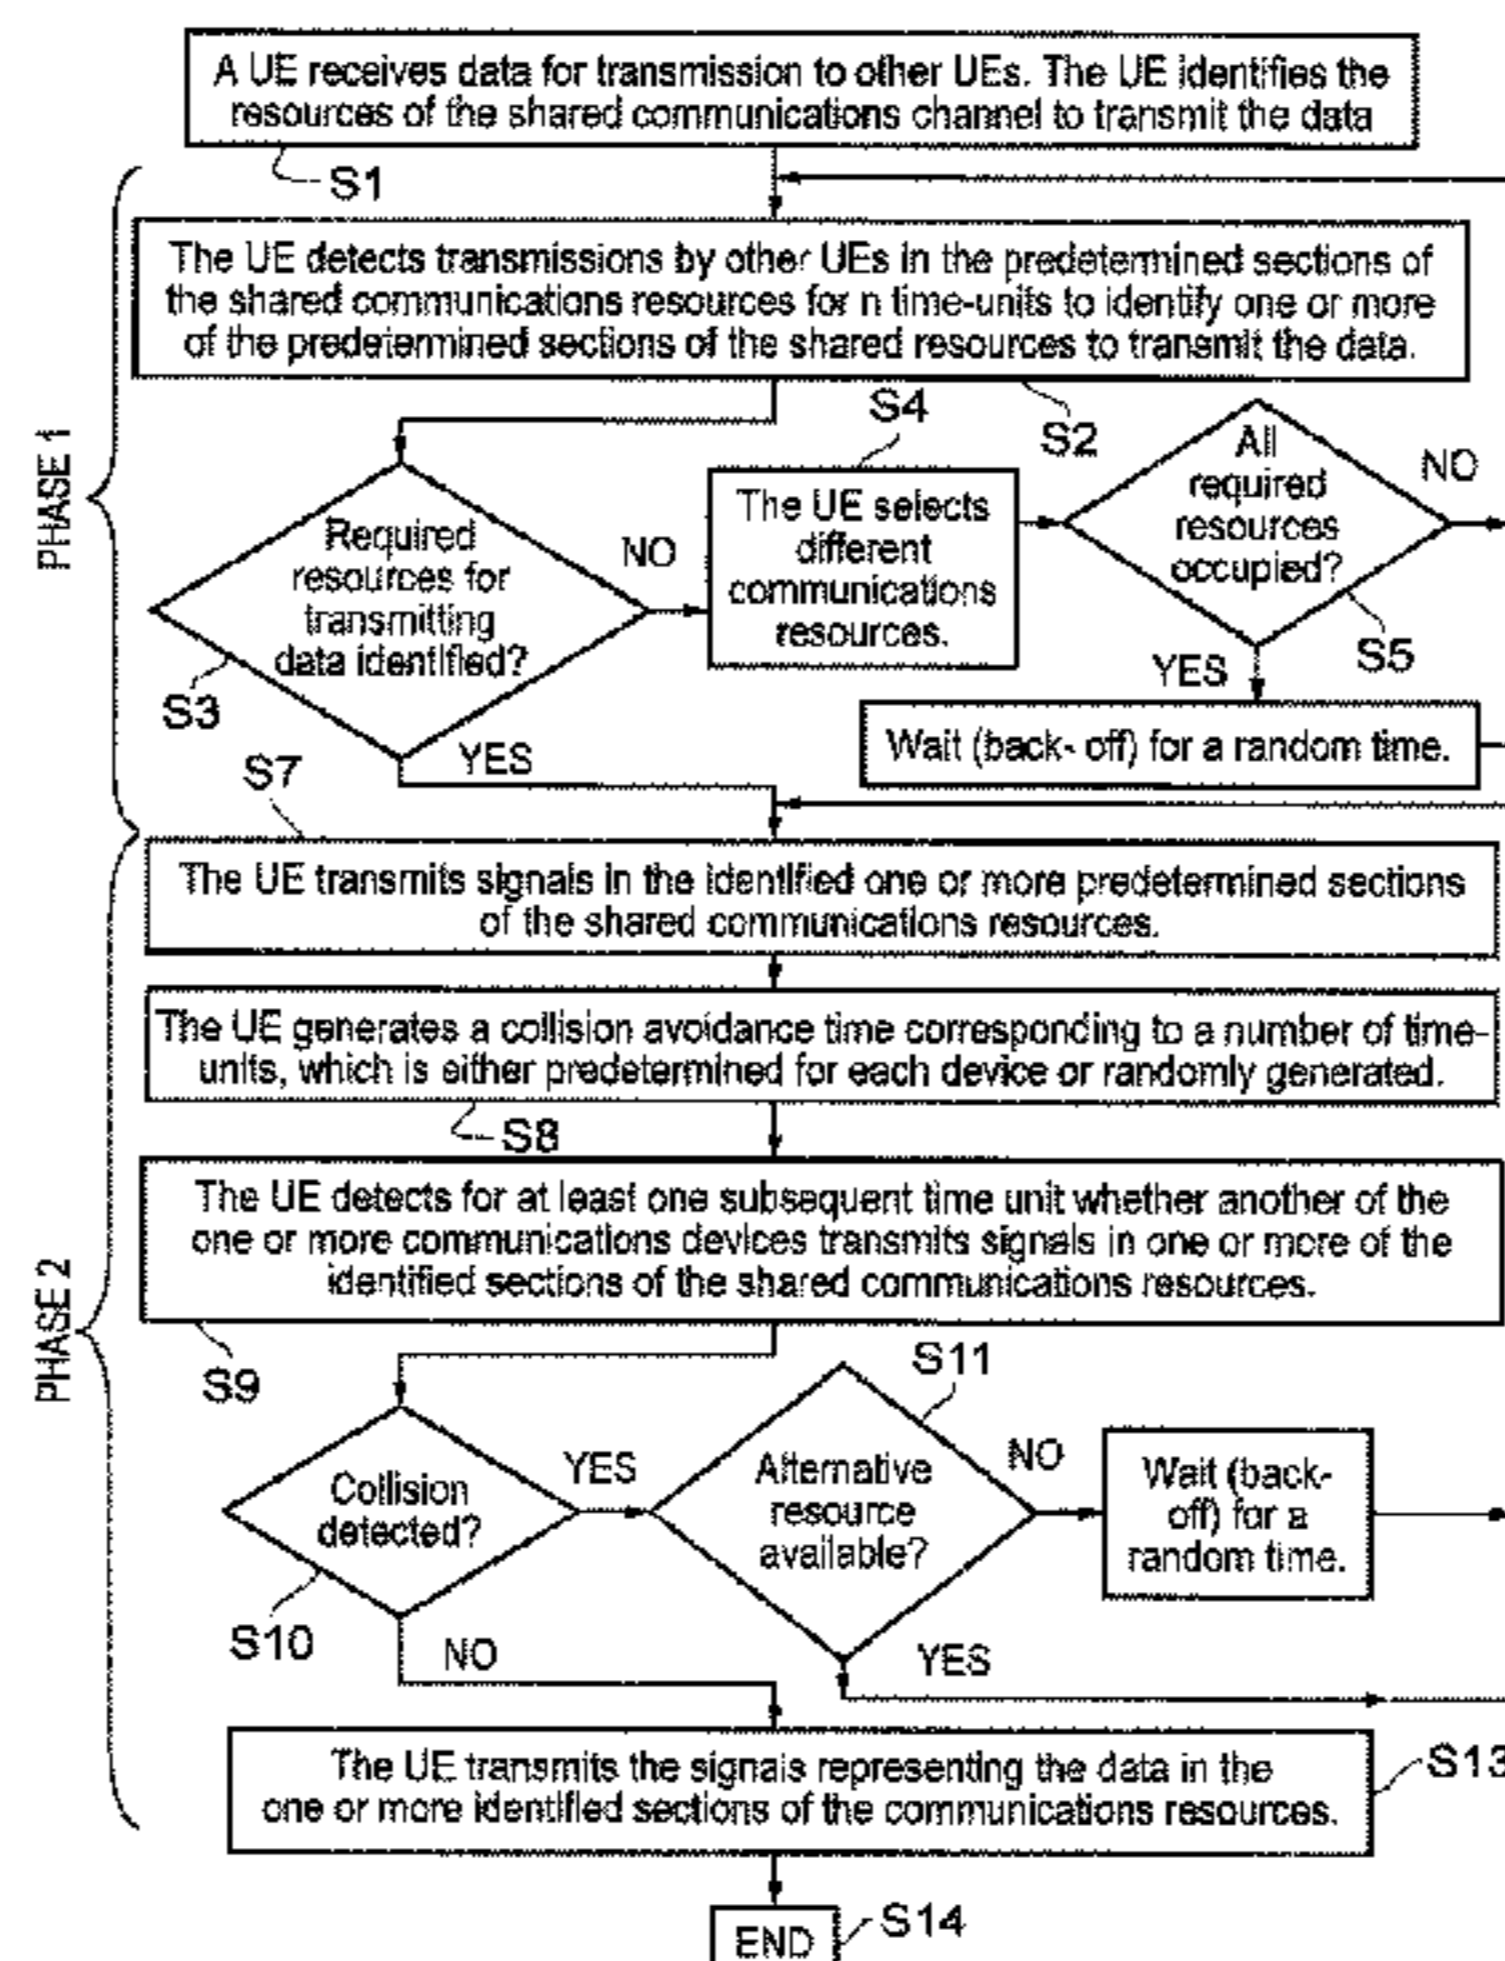 A UE receives data for transmission to other UEs. The UE identifies the
resources of the shared communications channel to transmit the data
S1
The UE detects transmissions by other UEs in the predetermined sections of
the shared communications resources for n time-units to identify one or more
of the predetermined sections of the shared resources to transmit the data.
S2
PHASE 1
Required
resources for
transmitting
data identified?
S3
NO
YES
S4
The UE selects
different
communications
resources.
All
required
resources
occupied?
NO
S5
YES
Wait (back- off) for a random time.
S7
The UE transmits signals in the identified one or more predetermined sections
of the shared communications resources.
The UE generates a collision avoidance time corresponding to a number of time-
units, which is either predetermined for each device or randomly generated.
S8
PHASE 2
The UE detects for at least one subsequent time unit whether another of the
one or more communications devices transmits signals in one or more of the
identified sections of the shared communications resources.
S9
Collision
detected?
S10
YES
NO
S11
Alternative
resource
available?
NO
YES
Wait (back-
off) for a
random time.
The UE transmits the signals representing the data in the
one or more identified sections of the communications resources.
S13
END
S14